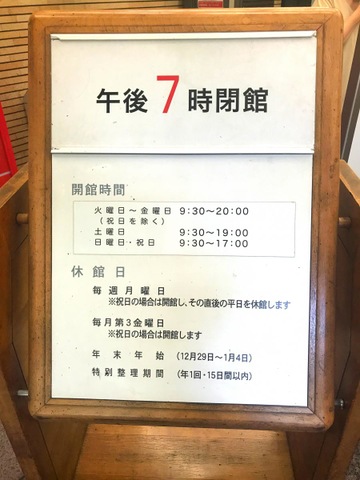 午後7時閉館
開館時間
火曜日～金曜日 9:30～20:00
(祝日を除く)
土曜日 9:30～19:00
日曜日・祝日 9:30～17:00
休館日
毎週月曜日
※祝日の場合は開館し、その直後の平日を休館します
毎月第3金曜日
※祝日の場合は開館します
年末年始 (12月29日～1月4日)
特別整理期間 (年1回・15日間以内)